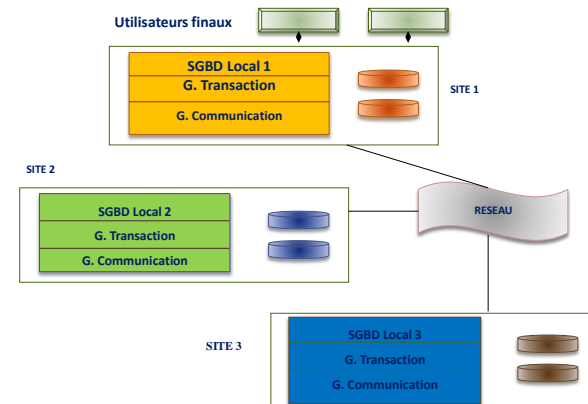 Utilisateurs finaux
SGBD Local 1
G. Transaction
G. Communication
SITE 1
SITE 2
SGBD Local 2
G. Transaction
G. Communication
RESEAU
SITE 3
SGBD Local 3
G. Transaction
G. Communication